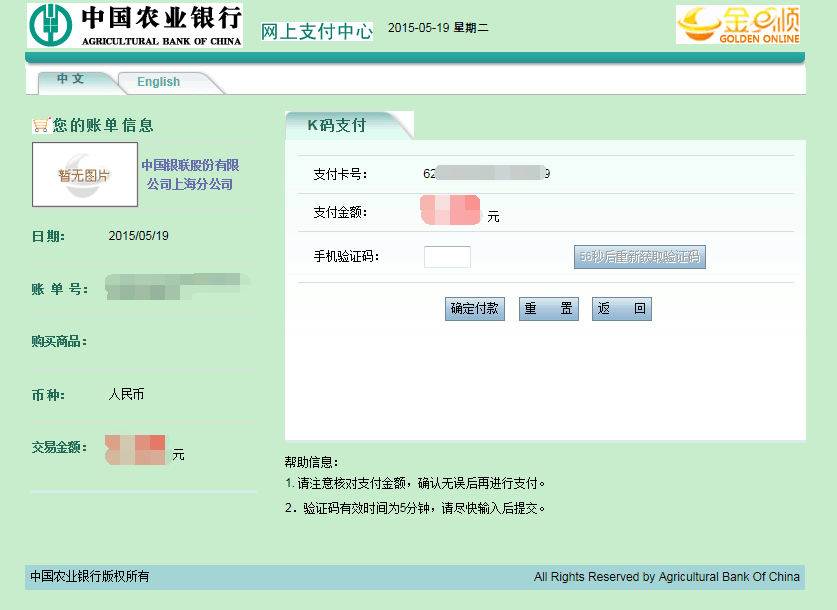 中国农业银行
AGRICULTURAL BANK OF CHINA
网上支付中心
2015-05-19 星期二
金e顺
GOLDEN ONLINE
中 文
English
您的账单信息
暂无图片
中国银联股份有限
公司上海分公司
日期：
2015/05/19
账 单 号：
购买商品：
币种：
人民币
交易金额：
元
K码支付
支付卡号：
62
9
支付金额：
元
手机验证码：
56秒后重新获取验证码
确定付款
重 置
返 回
帮助信息：
1. 请注意核对支付金额，确认无误后再进行支付。
2．验证码有效时间为5分钟，请尽快输入后提交。
中国农业银行版权所有
All Rights Reserved by Agricultural Bank Of China